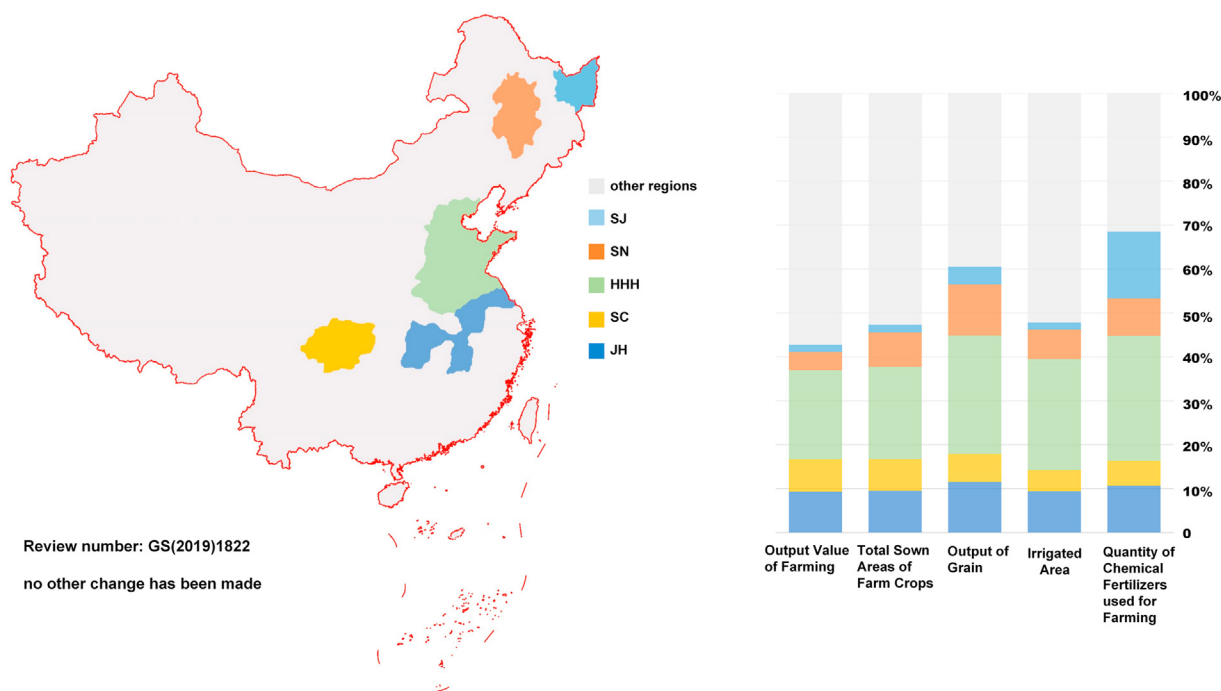 other regions
SJ
SN
HHH
SC
JH
Review number: GS(2019)1822
no other change has been made
100%
90%
80%
70%
60%
50%
40%
30%
20%
10%
0
Output Value
of Farming
Total Sown
Areas of
Farm Crops
Output of
Grain
Irrigated
Area
Quantity of
Chemical
Fertilizers
used for
Farming